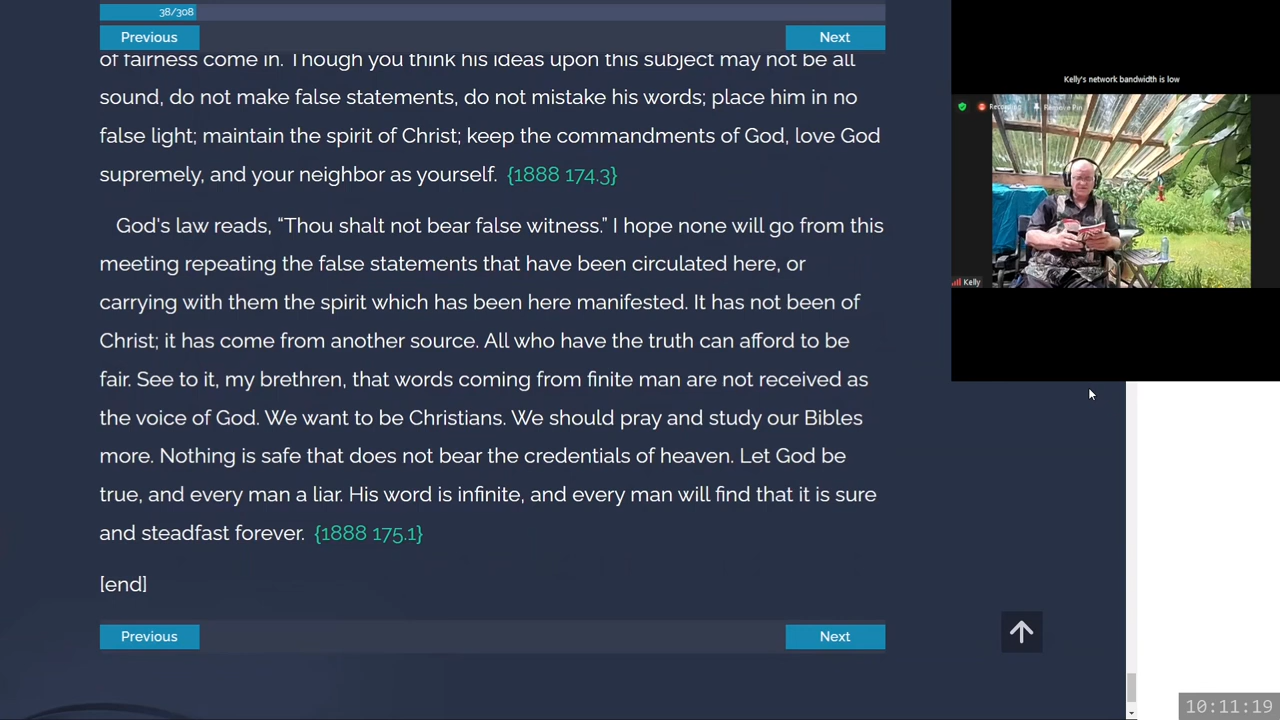 38/308
Previous
Next
of fairness come in. Though you think his ideas upon this subject may not be all
sound, do not make false statements, do not mistake his words; place him in no
false light; maintain the spirit of Christ; keep the commandments of God, love God
supremely, and your neighbor as yourself. {1888 174.3}
God's law reads, “Thou shalt not bear false witness.” I hope none will go from this
meeting repeating the false statements that have been circulated here, or
carrying with them the spirit which has been here manifested. It has not been of
Christ; it has come from another source. All who have the truth can afford to be
fair. See to it, my brethren, that words coming from finite man are not received as
the voice of God. We want to be Christians. We should pray and study our Bibles
more. Nothing is safe that does not bear the credentials of heaven. Let God be
true, and every man a liar. His word is infinite, and every man will find that it is sure
and steadfast forever. {1888 175.1}
[end]
Previous
Next
Kelly's network bandwidth is low
Recording
Remove Pin
Kelly
10:11:19